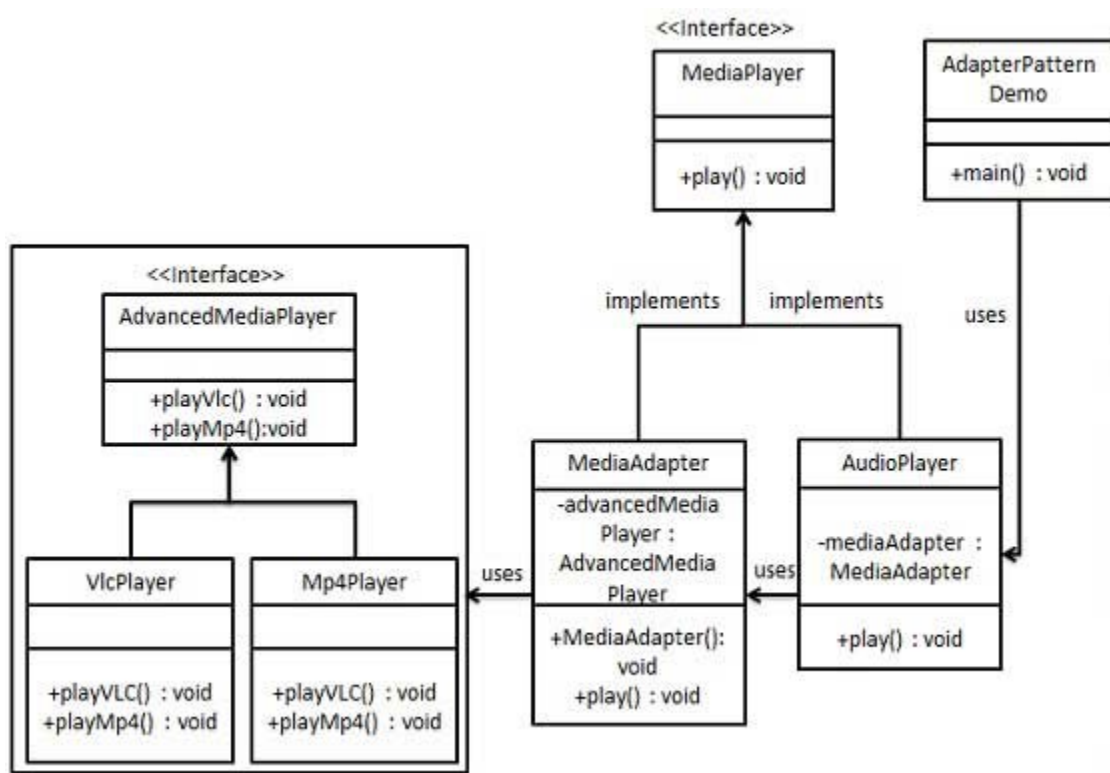 <<Interface>>
MediaPlayer
+play() : void
AdapterPattern
Demo
+main() : void
implements
implements
uses
<<Interface>>
AdvancedMediaPlayer
+playVlc() : void
+playMp4():void
VlcPlayer
+playVLC() : void
+playMp4() : void
Mp4Player
+playVLC() : void
+playMp4() : void
uses
MediaAdapter
-advancedMedia
Player :
AdvancedMedia
Player
+MediaAdapter():
void
+play() : void
uses
AudioPlayer
-mediaAdapter :
MediaAdapter
+play() : void